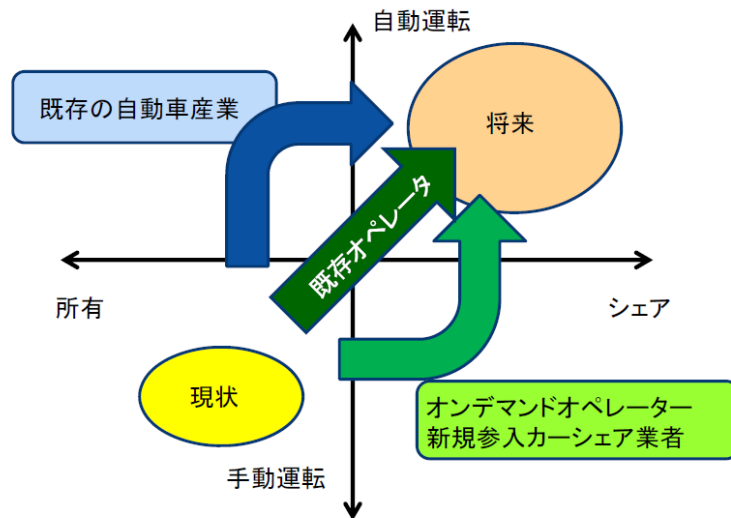 自動運転
既存の自動車産業
将来
既存オペレータ
所有
シェア
現状
オンデマンドオペレーター
新規参入カーシェア業者
手動運転